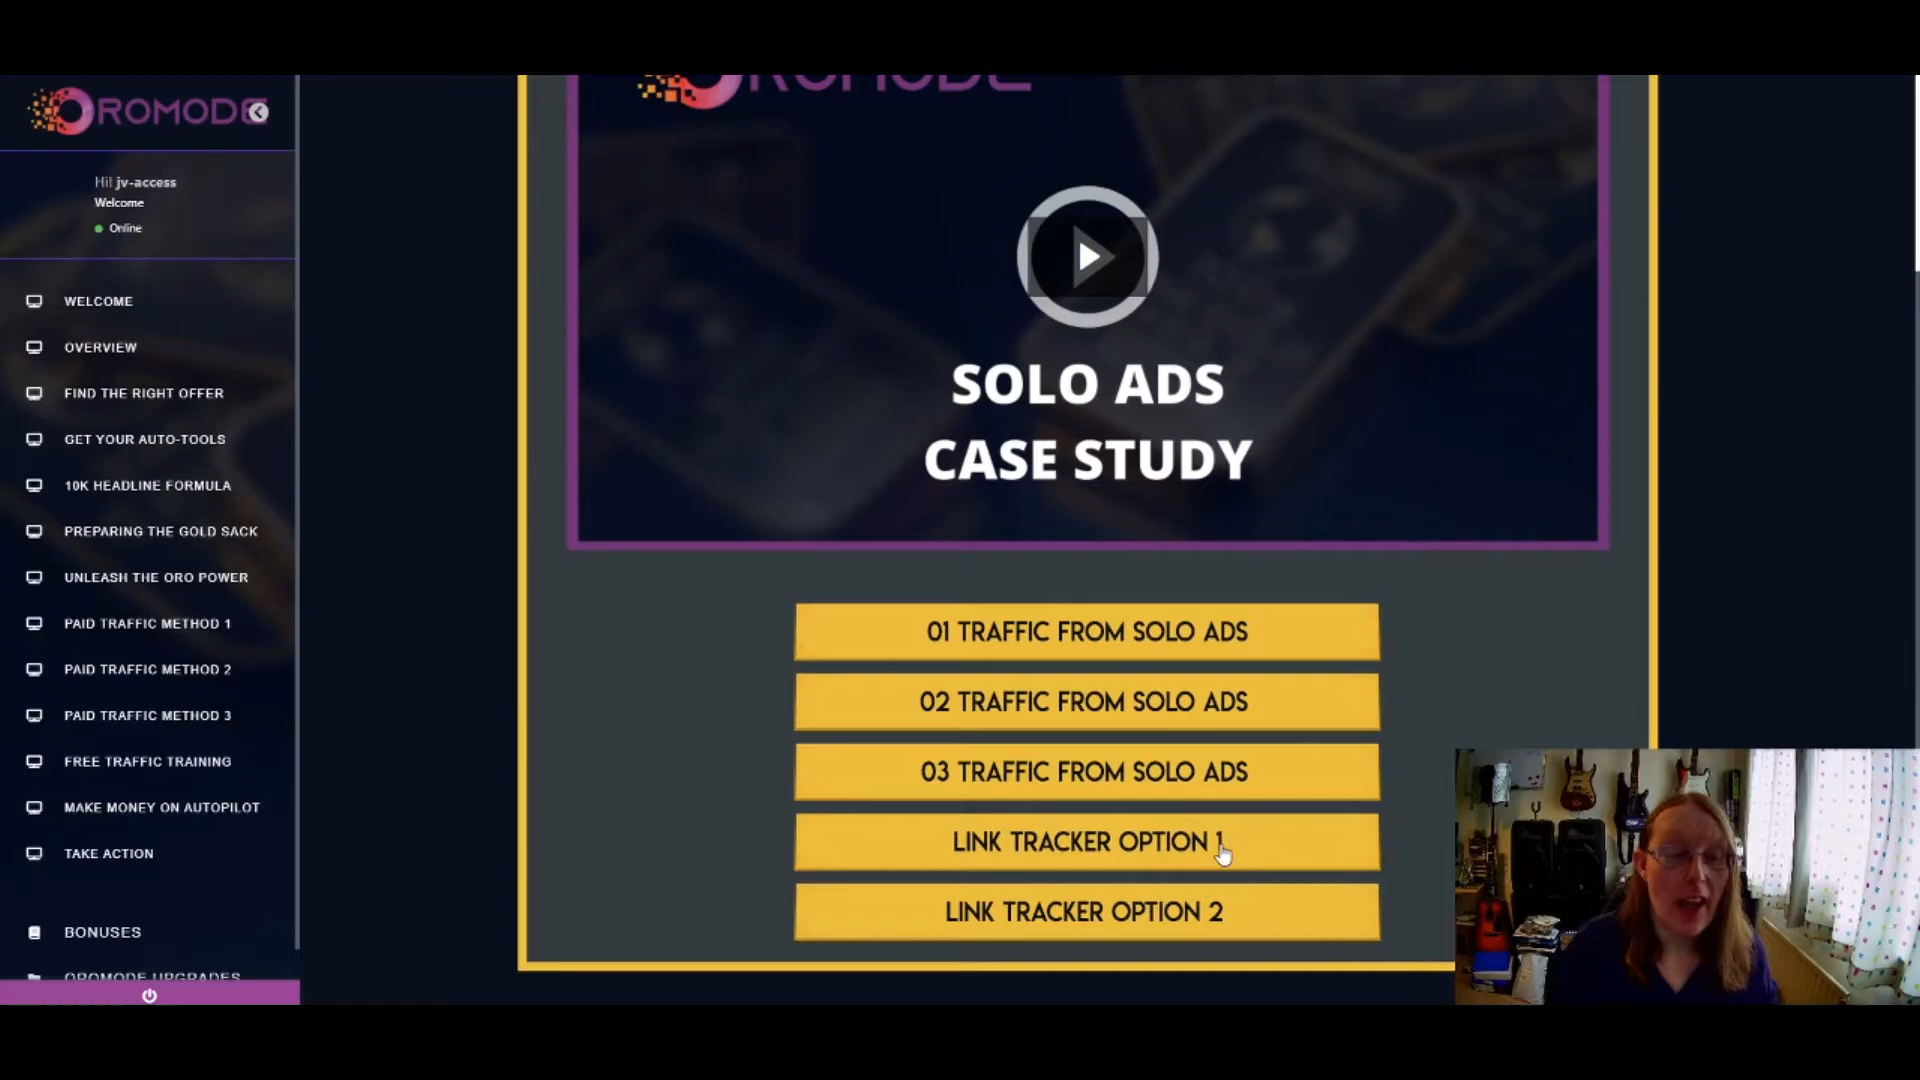 OROMODE
Hi! jv-access
Welcome
Online
WELCOME
OVERVIEW
FIND THE RIGHT OFFER
GET YOUR AUTO-TOOLS
10K HEADLINE FORMULA
PREPARING THE GOLD SACK
UNLEASH THE ORO POWER
PAID TRAFFIC METHOD 1
PAID TRAFFIC METHOD 2
PAID TRAFFIC METHOD 3
FREE TRAFFIC TRAINING
MAKE MONEY ON AUTOPILOT
TAKE ACTION
BONUSES
OROMODE UPGRADES
OROMODE
SOLO ADS
CASE STUDY
01 TRAFFIC FROM SOLO ADS
02 TRAFFIC FROM SOLO ADS
03 TRAFFIC FROM SOLO ADS
LINK TRACKER OPTION 1
LINK TRACKER OPTION 2